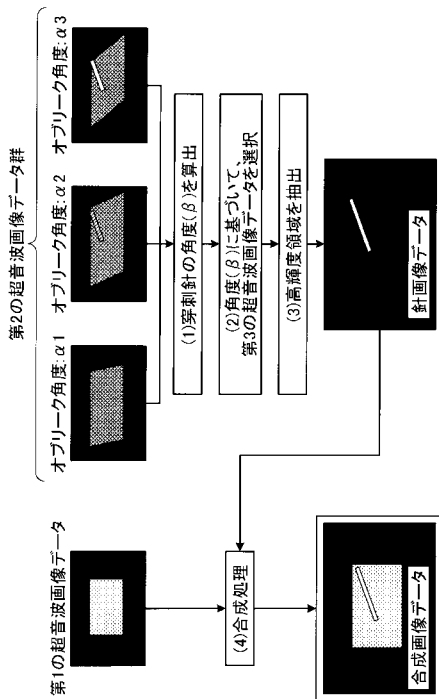 第1の超音波画像データ
第2の超音波画像データ群
オブリーク角度:α1
オブリーク角度:α2
オブリーク角度:α3
(1)穿刺針の角度(β)を算出
(2)角度(β)に基づいて、
第3の超音波画像データを選択
(3)高輝度領域を抽出
針画像データ
(4)合成処理
合成画像データ